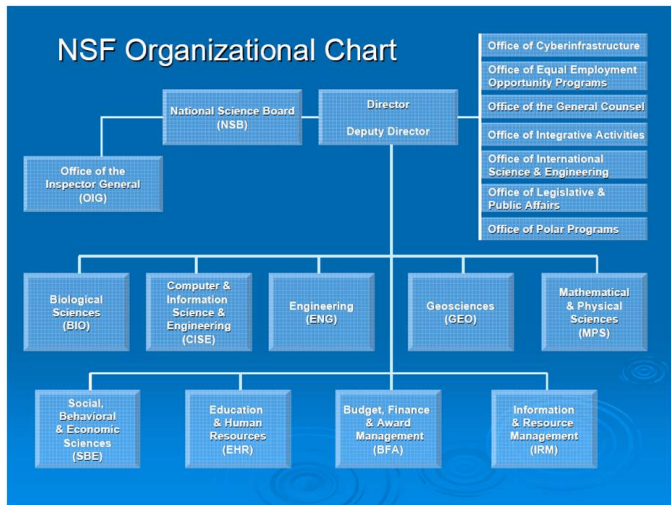 NSF Organizational Chart
Office of Cyberinfrastructure
Office of Equal Employment
Opportunity Programs
Office of the General Counsel
Office of Integrative Activities
Office of International
Science & Engineering
Office of Legislative &
Public Affairs
Office of Polar Programs
National Science Board
(NSB)
Director
Deputy Director
Office of the
Inspector General
(OIG)
Biological
Sciences
(BIO)
Computer &
Information
Science &
Engineering
(CISE)
Engineering
(ENG)
Geosciences
(GEO)
Mathematical
& Physical
Sciences
(MPS)
Social,
Behavioral
& Economic
Sciences
(SBE)
Education
& Human
Resources
(EHR)
Budget, Finance
& Award
Management
(BFA)
Information
& Resource
Management
(IRM)